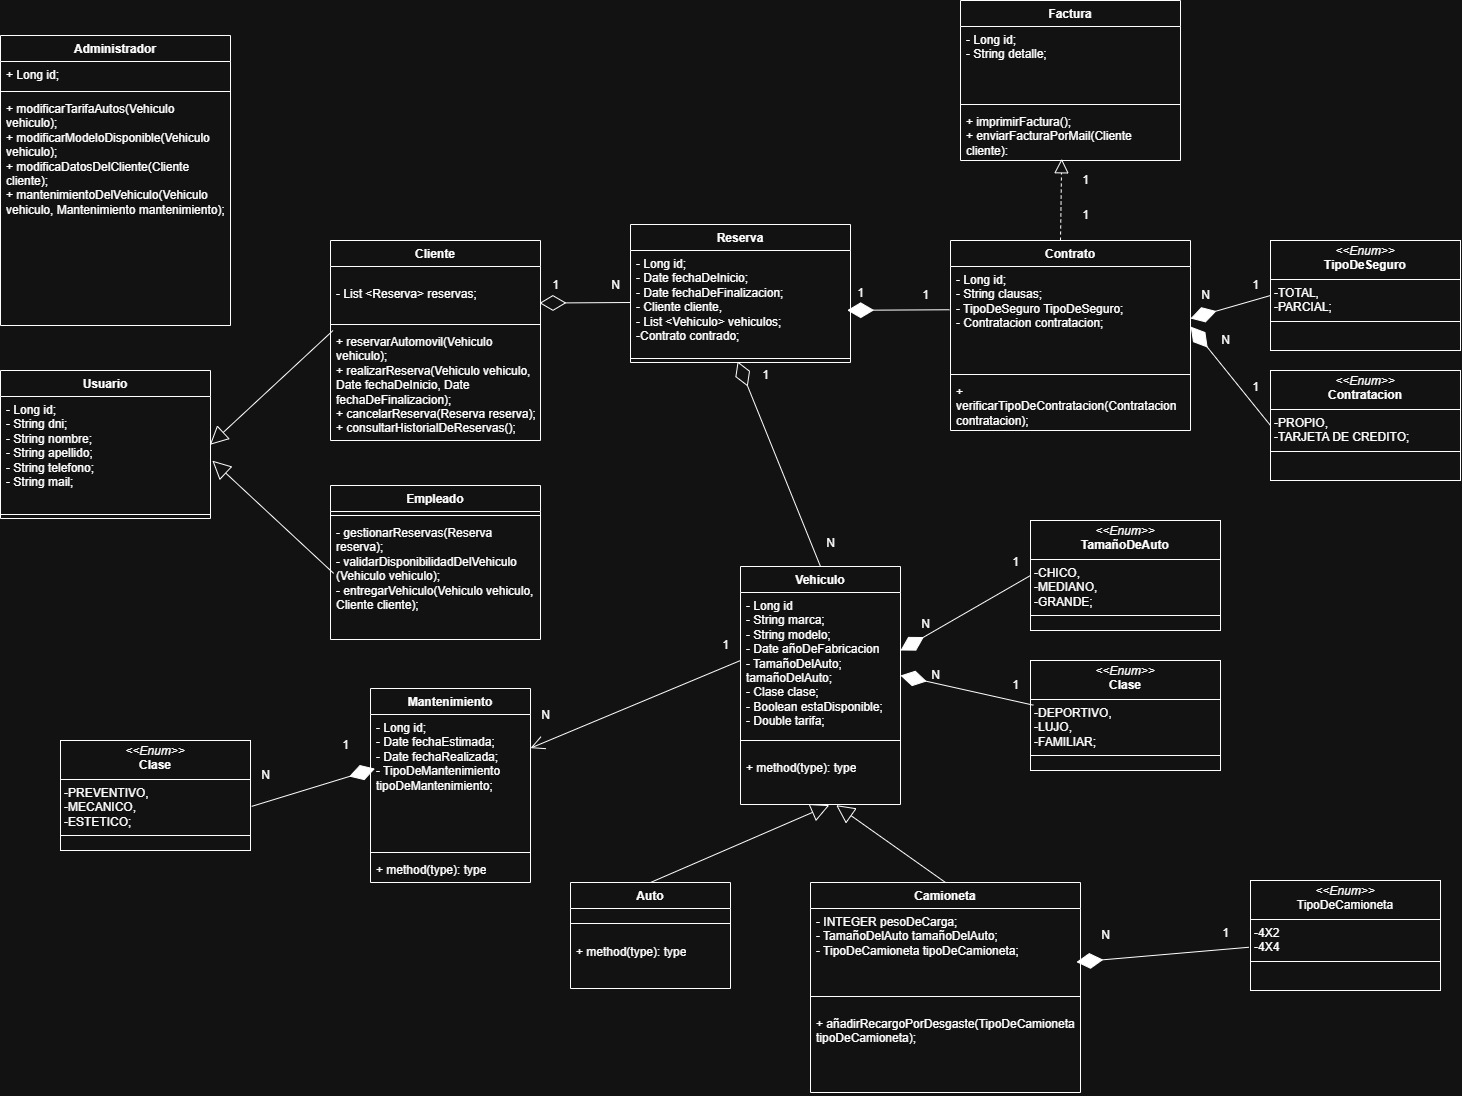 Administrador
+ Long id;
+ modificarTarifaAutos(Vehiculo
vehiculo);
+ modificarModeloDisponible(Vehiculo
vehiculo);
+ modificaDatosDelCliente(Cliente
cliente);
+ mantenimientoDelVehiculo(Vehiculo
vehiculo, Mantenimiento mantenimiento);
Factura
- Long id;
- String detalle;
+ imprimirFactura();
+ enviarFacturaPorMail(Cliente
cliente):
1
1
Cliente
- List <Reserva> reservas;
+ reservarAutomovil(Vehiculo
vehiculo);
+ realizarReserva(Vehiculo vehiculo,
Date fechaDeInicio, Date
fechaDeFinalizacion);
+ cancelarReserva(Reserva reserva);
+ consultarHistorialDeReservas();
1
N
Reserva
- Long id;
- Date fechaDeInicio;
- Date fechaDeFinalizacion;
- Cliente cliente,
- List <Vehiculo> vehiculos;
-Contrato contrado;
1
1
Contrato
- Long id;
- String clausas;
- TipoDeSeguro TipoDeSeguro;
- Contratacion contratacion;
+
verificarTipoDeContratacion(Contratacion
contratacion);
N
1
<<Enum>>
TipoDeSeguro
-TOTAL,
-PARCIAL;
N
1
<<Enum>>
Contratacion
-PROPIO,
-TARJETA DE CREDITO;
Usuario
- Long id;
- String dni;
- String nombre;
- String apellido;
- String telefono;
- String mail;
Empleado
- gestionarReservas(Reserva
reserva);
- validarDisponibilidadDelVehiculo
(Vehiculo vehiculo);
- entregarVehiculo(Vehiculo vehiculo,
Cliente cliente);
1
N
Vehiculo
- Long id
- String marca;
- String modelo;
- Date añoDeFabricacion
- TamañoDelAuto;
tamañoDelAuto;
- Clase clase;
- Boolean estaDisponible;
- Double tarifa;
+ method(type): type
N
1
<<Enum>>
TamañoDeAuto
-CHICO,
-MEDIANO,
-GRANDE;
N
1
<<Enum>>
Clase
-DEPORTIVO,
-LUJO,
-FAMILIAR;
1
N
Mantenimiento
- Long id;
- Date fechaEstimada;
- Date fechaRealizada;
- TipoDeMantenimiento
tipoDeMantenimiento;
+ method(type): type
1
N
<<Enum>>
Clase
-PREVENTIVO,
-MECANICO,
-ESTETICO;
Auto
+ method(type): type
Camioneta
- INTEGER pesoDeCarga;
- TamañoDelAuto tamañoDelAuto;
- TipoDeCamioneta tipoDeCamioneta;
+ añadirRecargoPorDesgaste(TipoDeCamioneta
tipoDeCamioneta);
N
1
<<Enum>>
TipoDeCamioneta
-4X2
-4X4